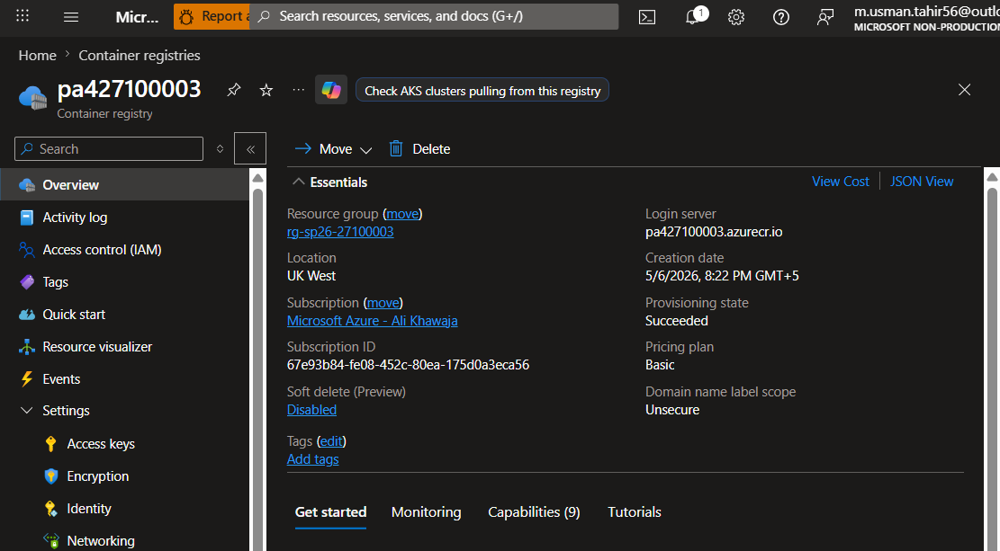 Micr...
Report a
Search resources, services, and docs (G+/)
1
m.usman.tahir56@outlo
MICROSOFT NON-PRODUCTION
Home > Container registries
pa427100003
Container registry
Check AKS clusters pulling from this registry
Search
Move
Delete
Overview
Activity log
Access control (IAM)
Tags
Quick start
Resource visualizer
Events
Settings
Access keys
Encryption
Identity
Networking
Essentials
View Cost
JSON View
Resource group (move)
rg-sp26-27100003
Location
UK West
Subscription (move)
Microsoft Azure - Ali Khawaja
Subscription ID
67e93b84-fe08-452c-80ea-175d0a3eca56
Soft delete (Preview)
Disabled
Tags (edit)
Add tags
Login server
pa427100003.azurecr.io
Creation date
5/6/2026, 8:22 PM GMT+5
Provisioning state
Succeeded
Pricing plan
Basic
Domain name label scope
Unsecure
Get started
Monitoring
Capabilities (9)
Tutorials